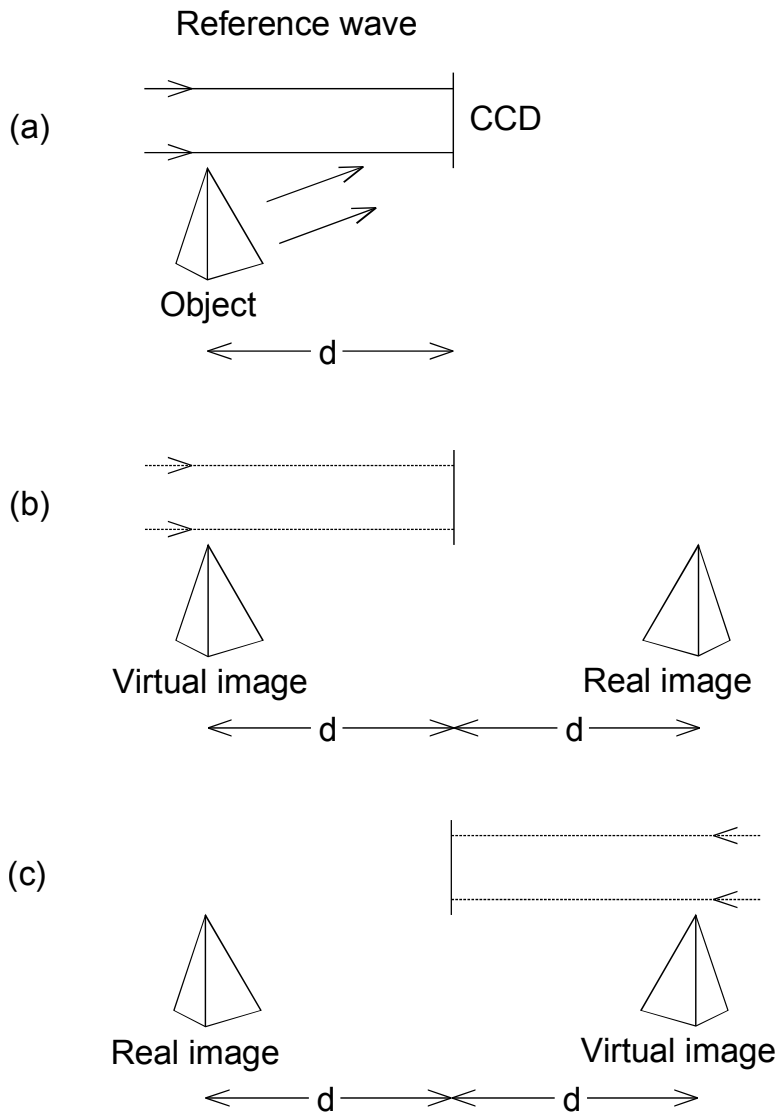 Reference wave
(a)
CCD
Object
d
(b)
Virtual image
Real image
d
d
(c)
Real image
Virtual image
d
d